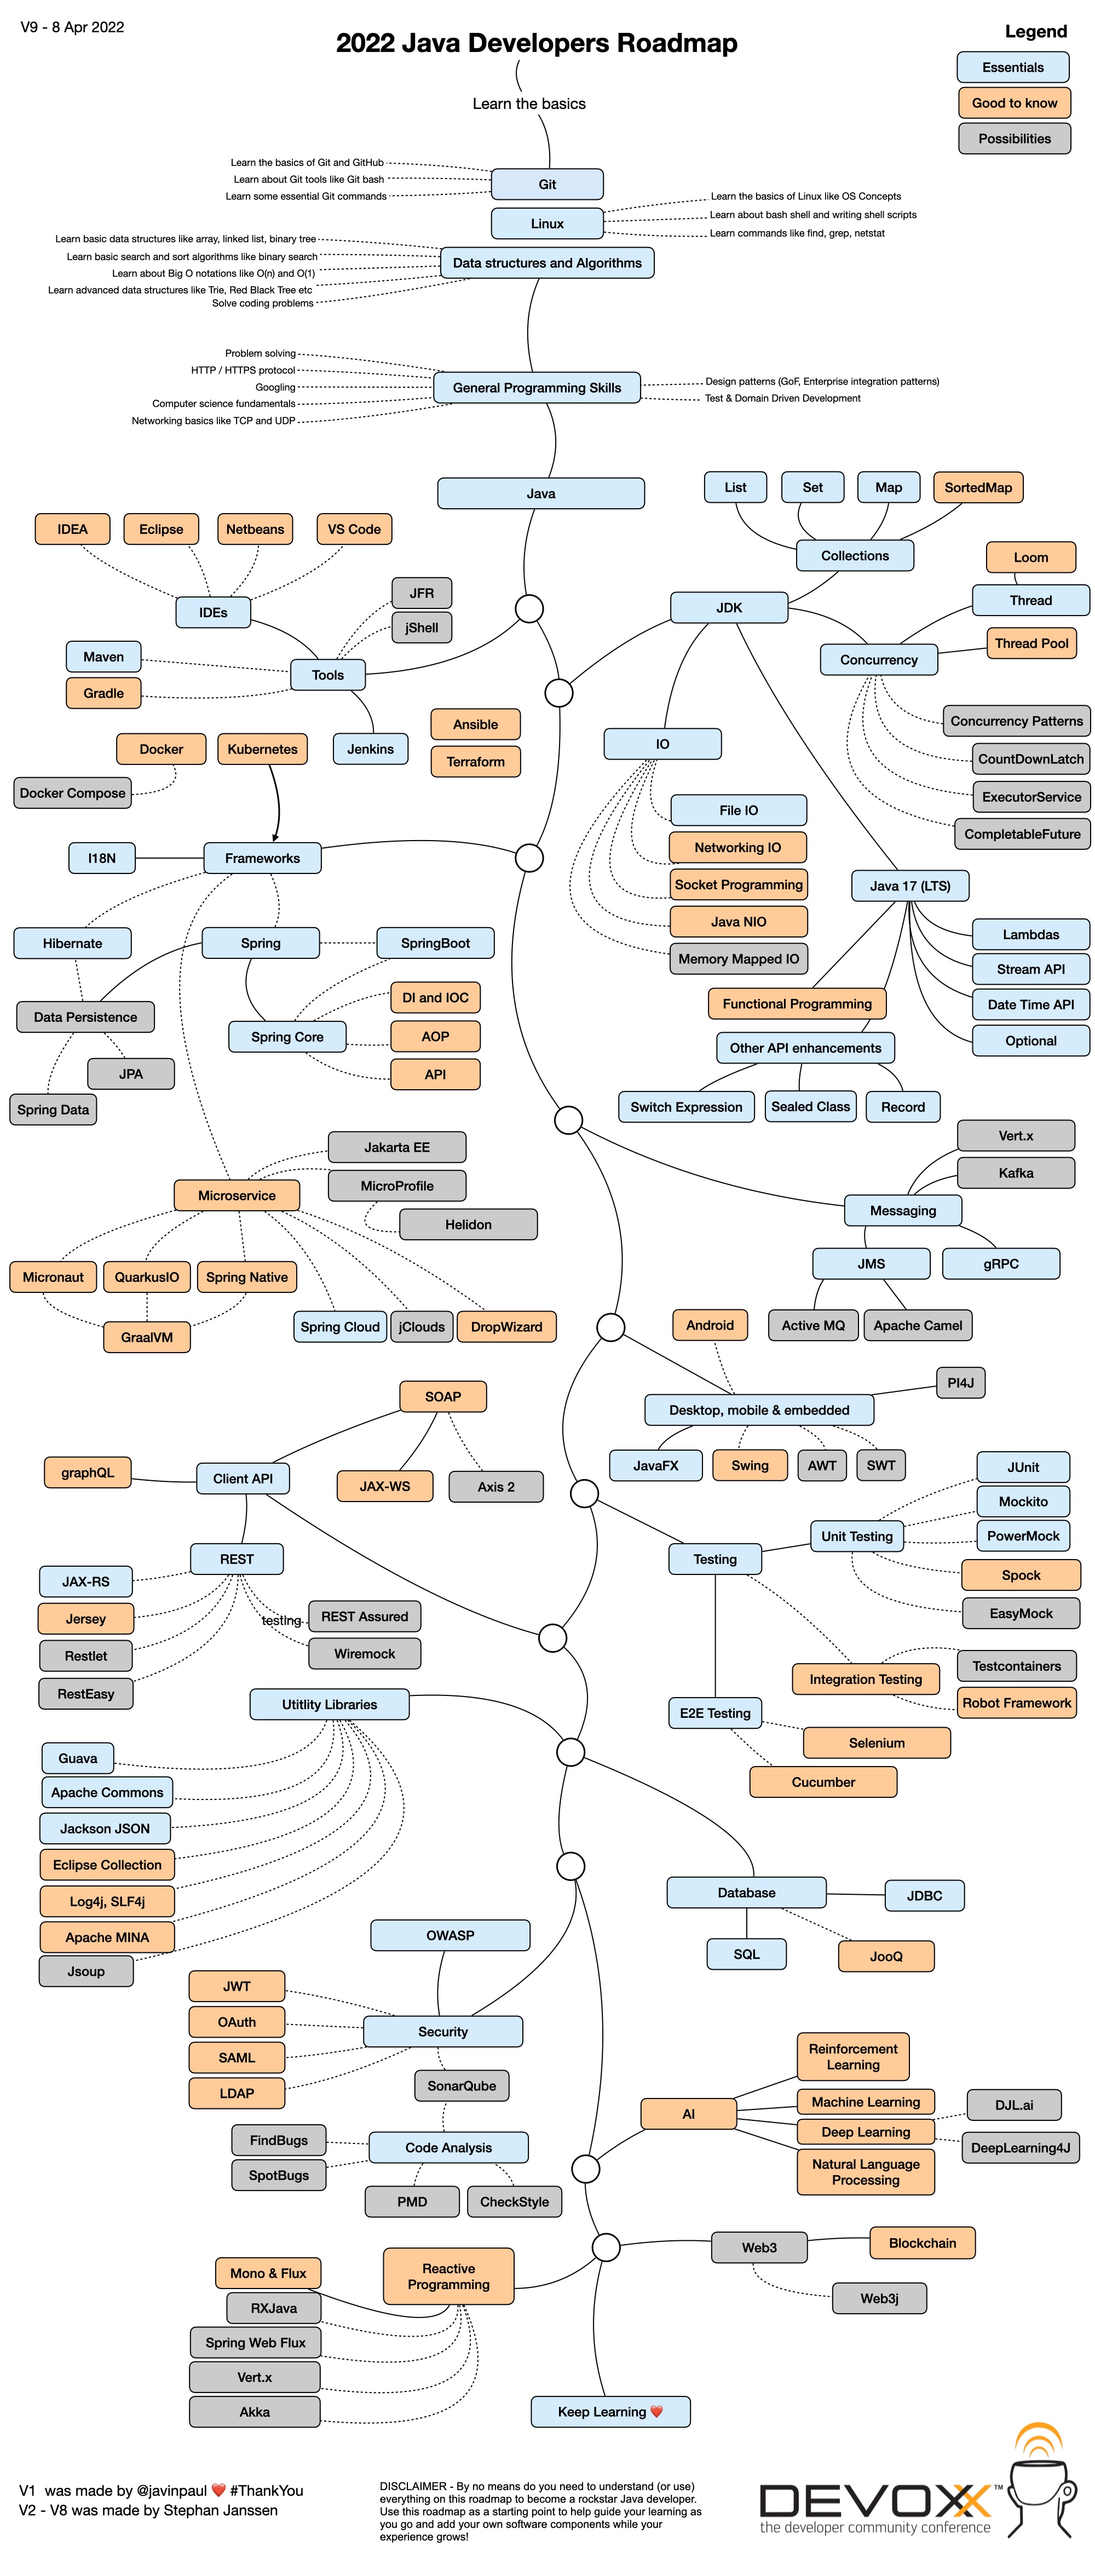 V9 - 8 Apr 2022
2022 Java Developers Roadmap
Legend
Essentials
Good to know
Possibilities
Learn the basics
Learn the basics of Git and GitHub
Learn about Git tools like Git bash
Learn some essential Git commands
Git
Linux
Learn the basics of Linux like OS Concepts
Learn about bash shell and writing shell scripts
Learn commands like find, grep, netstat
Learn basic data structures like array, linked list, binary tree
Learn basic search and sort algorithms like binary search
Learn about Big O notations like O(n) and O(1)
Learn advanced data structures like Trie, Red Black Tree etc
Solve coding problems
Data structures and Algorithms
Problem solving
HTTP / HTTPS protocol
Googling
Computer science fundamentals
Networking basics like TCP and UDP
General Programming Skills
Design patterns (GoF, Enterprise integration patterns)
Test & Domain Driven Development
Java
List
Set
Map
SortedMap
Collections
IDEA
Eclipse
Netbeans
VS Code
IDEs
JFR
jShell
Maven
Gradle
Tools
Jenkins
Ansible
Terraform
JDK
Loom
Thread
Thread Pool
Concurrency
Concurrency Patterns
CountDownLatch
ExecutorService
CompletableFuture
IO
File IO
Networking IO
Socket Programming
Java NIO
Memory Mapped IO
Docker
Kubernetes
Docker Compose
I18N
Frameworks
Hibernate
Spring
SpringBoot
Data Persistence
Spring Core
DI and IOC
AOP
API
JPA
Spring Data
Java 17 (LTS)
Lambdas
Stream API
Date Time API
Optional
Functional Programming
Other API enhancements
Switch Expression
Sealed Class
Record
Jakarta EE
MicroProfile
Helidon
Microservice
Micronaut
QuarkusIO
Spring Native
GraalVM
Spring Cloud
jClouds
DropWizard
Vert.x
Kafka
Messaging
JMS
gRPC
Active MQ
Apache Camel
Android
PI4J
Desktop, mobile & embedded
JavaFX
Swing
AWT
SWT
SOAP
graphQL
Client API
JAX-WS
Axis 2
REST
JAX-RS
Jersey
Restlet
RestEasy
testing
REST Assured
Wiremock
Testing
Unit Testing
JUnit
Mockito
PowerMock
Spock
EasyMock
Integration Testing
Testcontainers
Robot Framework
E2E Testing
Selenium
Cucumber
Utitlity Libraries
Guava
Apache Commons
Jackson JSON
Eclipse Collection
Log4j, SLF4j
Apache MINA
Jsoup
Database
JDBC
SQL
JooQ
OWASP
JWT
OAuth
SAML
LDAP
Security
SonarQube
FindBugs
SpotBugs
Code Analysis
PMD
CheckStyle
AI
Reinforcement
Learning
Machine Learning
Deep Learning
Natural Language
Processing
DJL.ai
DeepLearning4J
Web3
Blockchain
Web3j
Reactive
Programming
Mono & Flux
RXJava
Spring Web Flux
Vert.x
Akka
Keep Learning ❤️
V1 was made by @javinpaul ❤️ #ThankYou
V2 - V8 was made by Stephan Janssen
DISCLAIMER - By no means do you need to understand (or use)
everything on this roadmap to become a rockstar Java developer.
Use this roadmap as a starting point to help guide your learning as
you go and add your own software components while your
experience grows!
DEVOXX™
the developer community conference